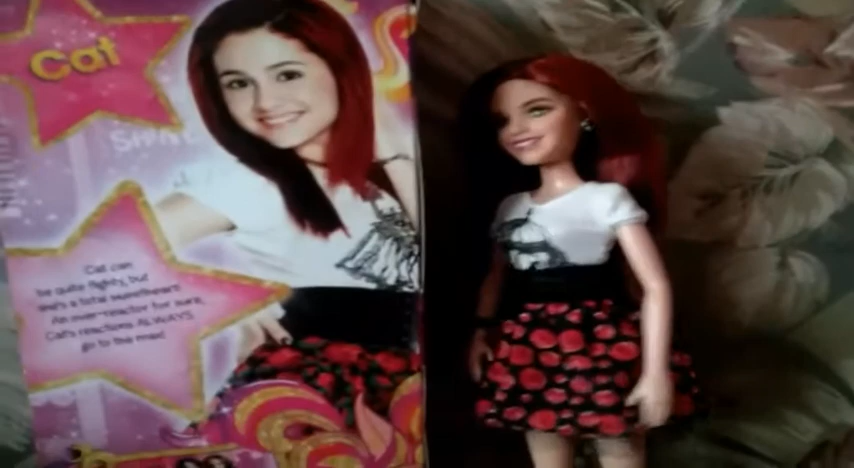 Cat
Cat can
be quite flighty, but
she's a total sweetheart.
An over-reactor for sure,
Cat's reactions ALWAYS
go to the max!